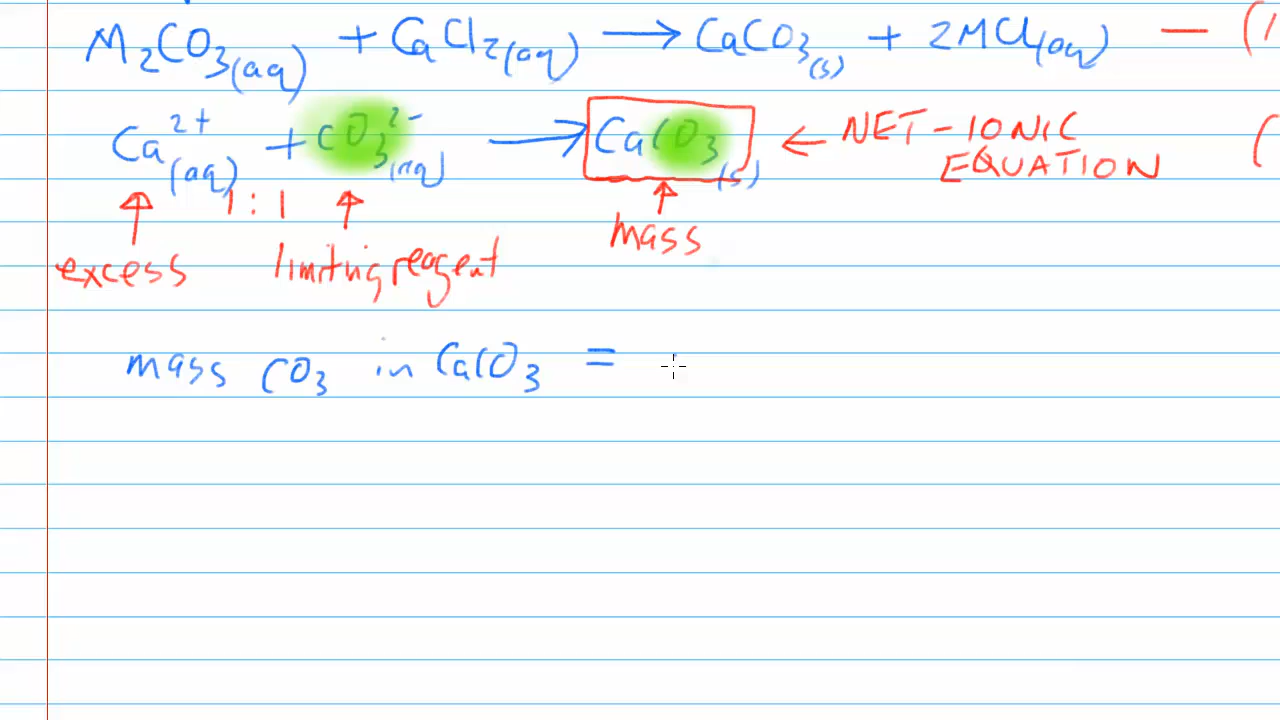 M2CO3(aq) + CaCl2(aq) → CaCO3(s) + 2MCl(aq) — (1
Ca2+(aq) + CO32-(aq) → CaCO3(s) ← NET-IONIC EQUATION (
1:1
excess limiting reagent mass
mass CO3 in CaCO3 =